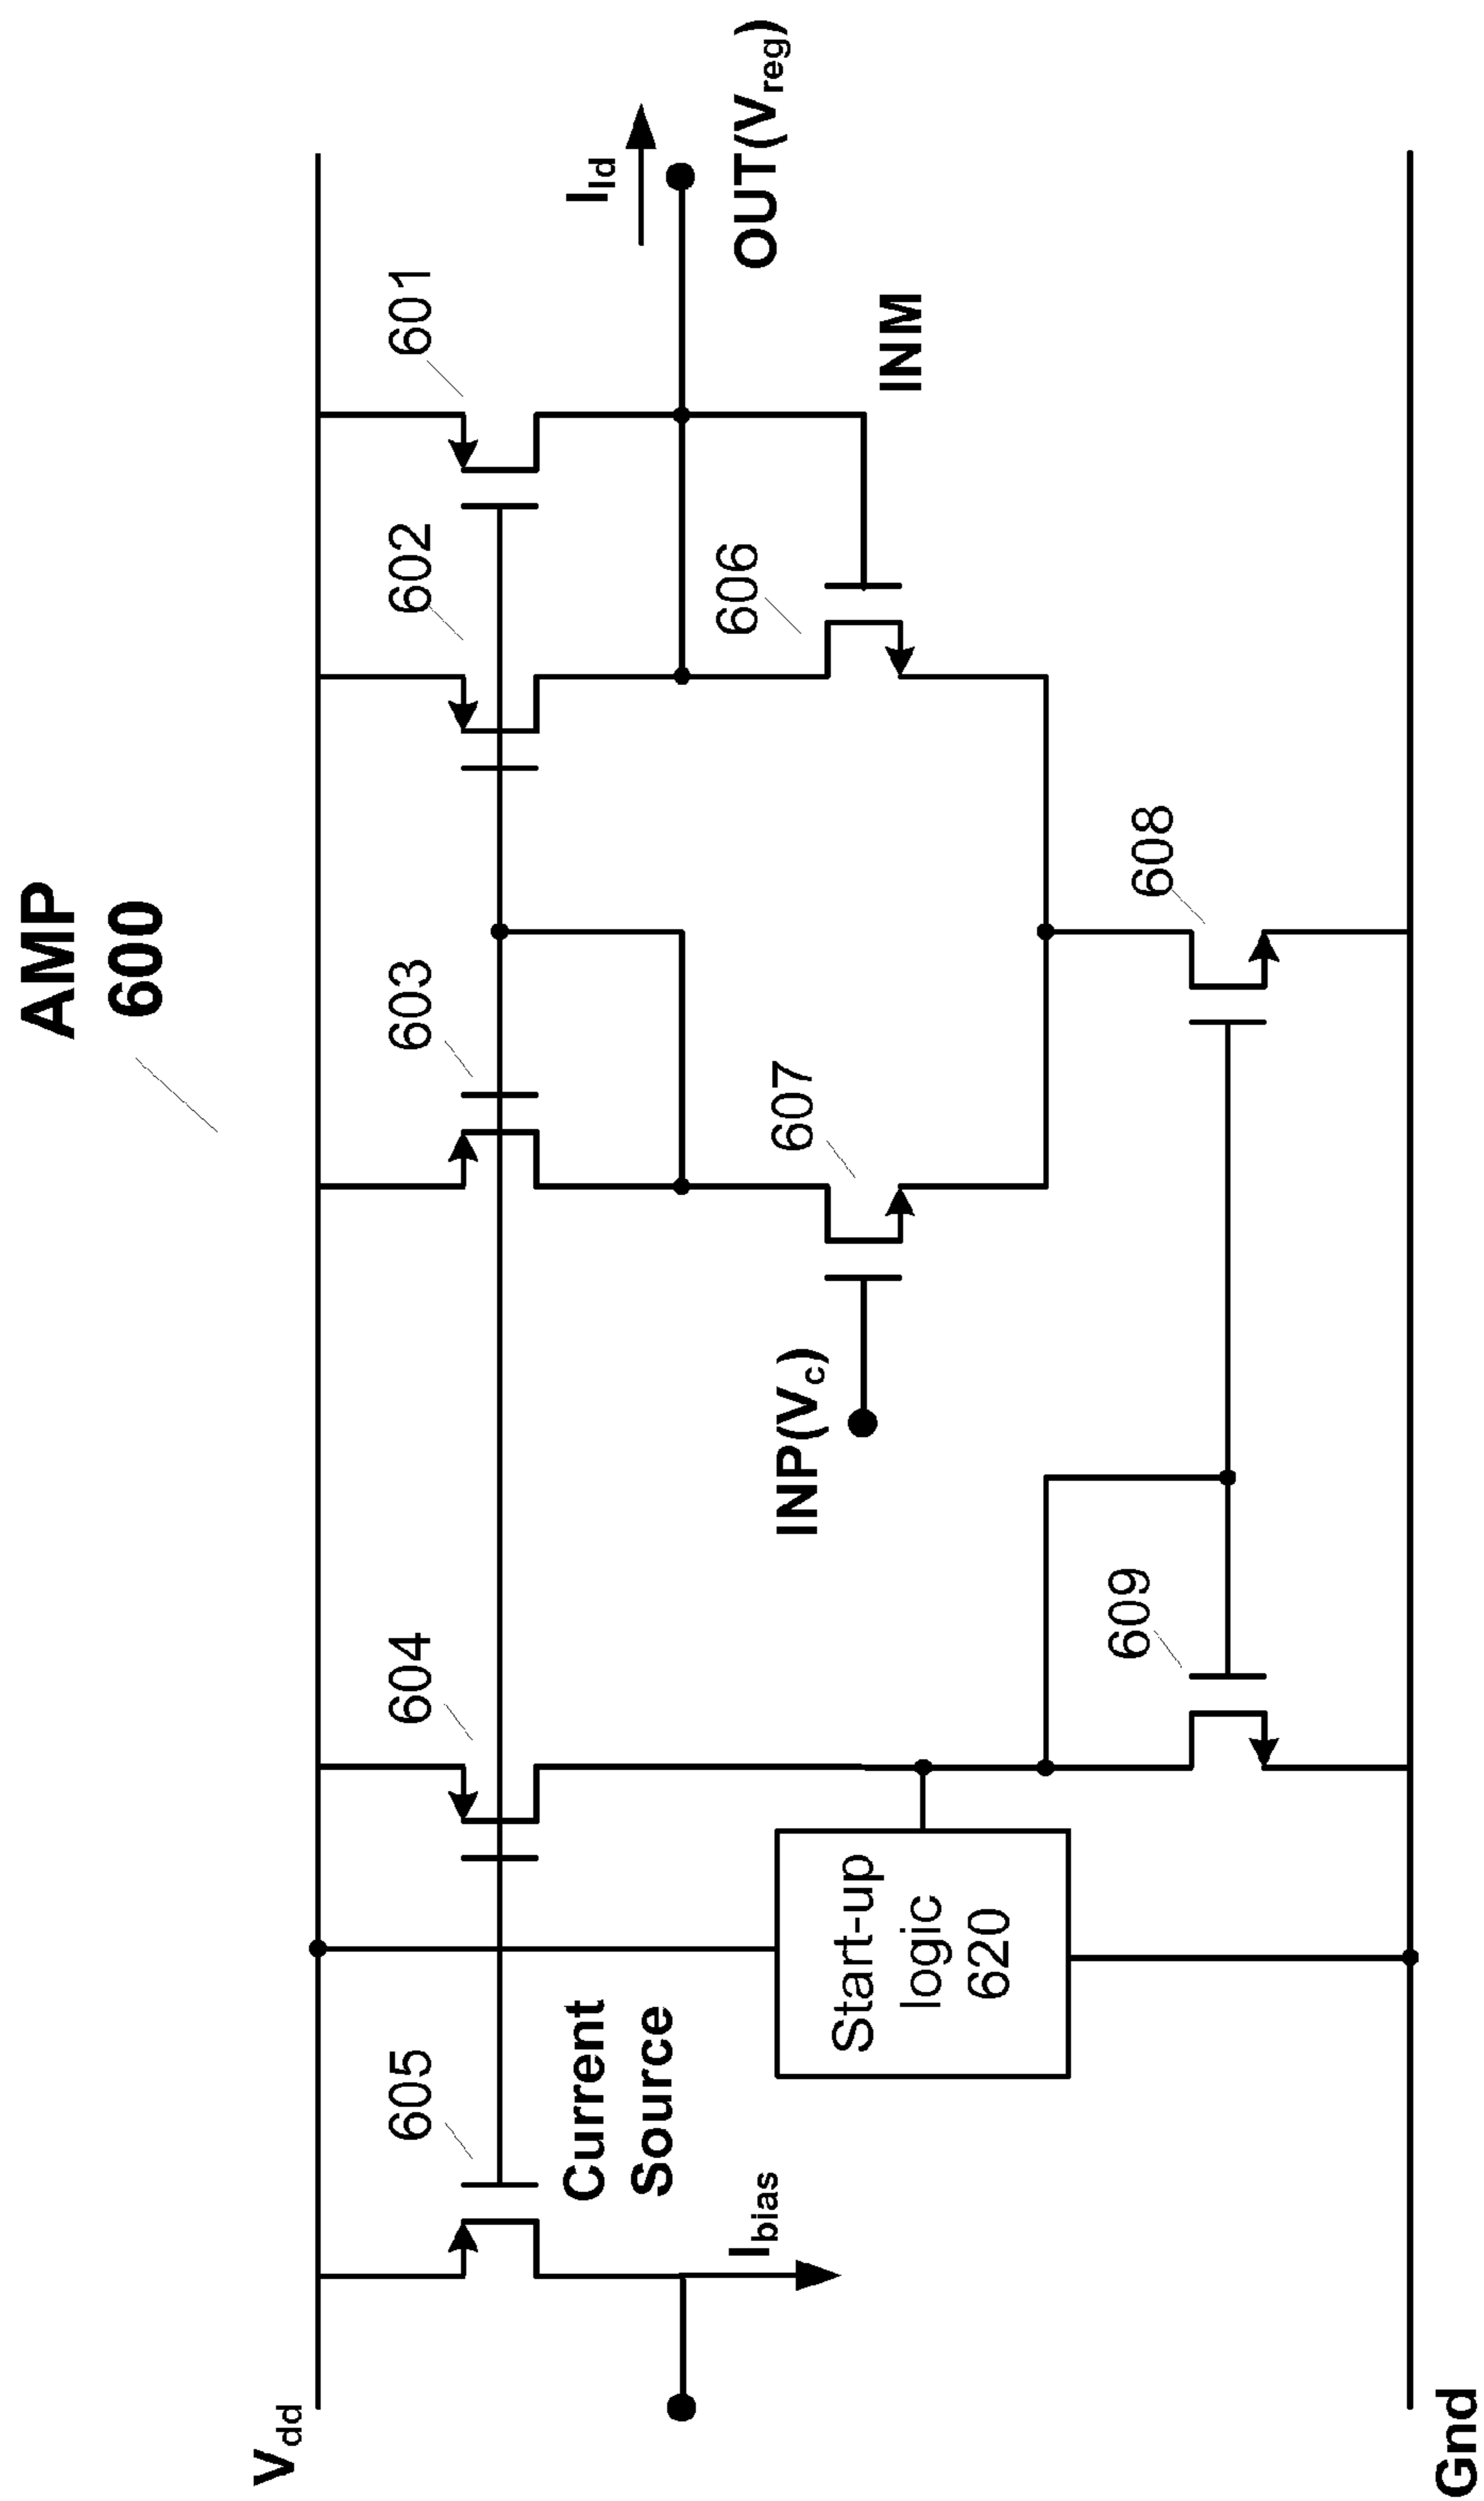 AMP
600
V_dd
605
604
603
602
601
I_ld
Current
Source
I_bias
OUT(V_reg)
606
607
INP(V_c)
INM
Start-up
logic
620
609
608
Gnd